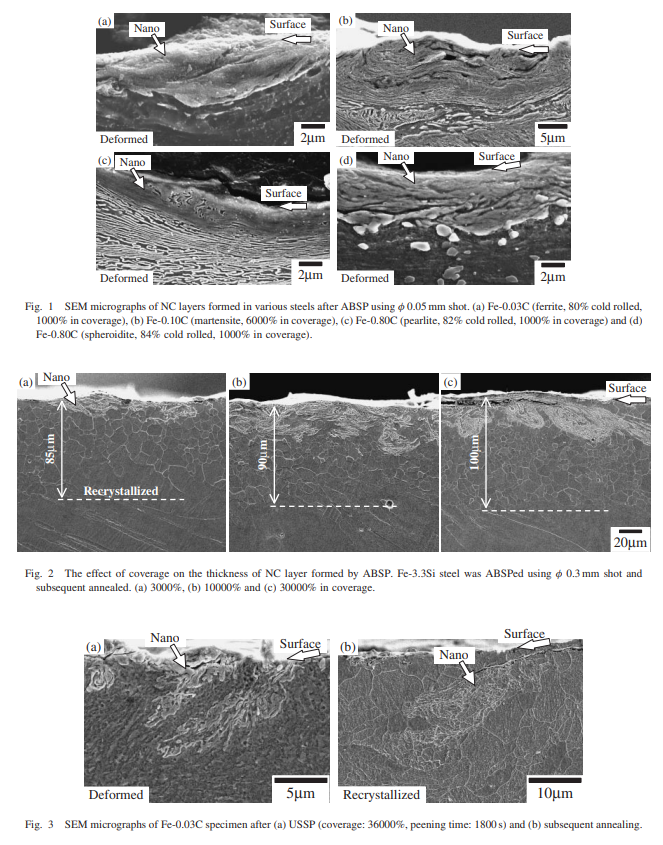 (a)
Nano
Surface
Deformed
2μm
(b)
Nano
Surface
Deformed
5μm
(c)
Nano
Surface
Deformed
2μm
(d)
Nano
Surface
Deformed
2μm
Fig. 1 SEM micrographs of NC layers formed in various steels after ABSP using ϕ 0.05 mm shot. (a) Fe-0.03C (ferrite, 80% cold rolled,
1000% in coverage), (b) Fe-0.10C (martensite, 6000% in coverage), (c) Fe-0.80C (pearlite, 82% cold rolled, 1000% in coverage) and (d)
Fe-0.80C (spheroidite, 84% cold rolled, 1000% in coverage).
(a)
Nano
85μm
Recrystallized
(b)
90μm
(c)
Surface
100μm
20μm
Fig. 2 The effect of coverage on the thickness of NC layer formed by ABSP. Fe-3.3Si steel was ABSPed using ϕ 0.3 mm shot and
subsequent annealed. (a) 3000%, (b) 10000% and (c) 30000% in coverage.
(a)
Nano
Surface
Deformed
5μm
(b)
Surface
Nano
Recrystallized
10μm
Fig. 3 SEM micrographs of Fe-0.03C specimen after (a) USSP (coverage: 36000%, peening time: 1800 s) and (b) subsequent annealing.